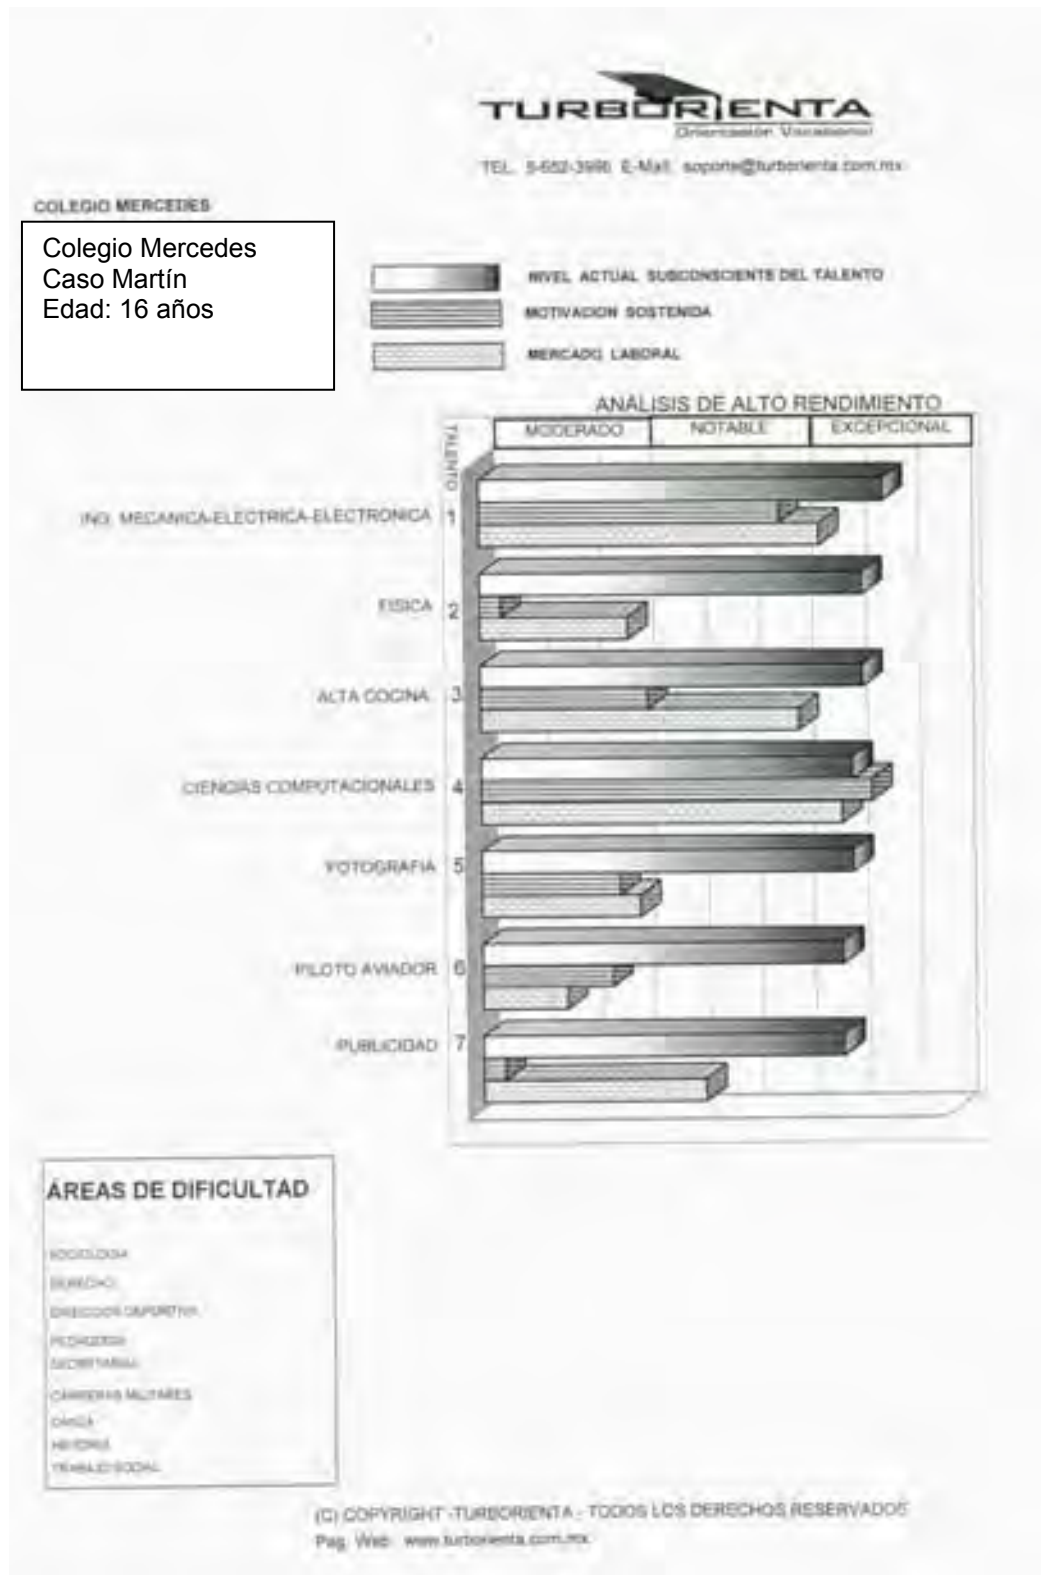 TURBORIENTA
Orientación Vocacional
TEL. 5-652-3996 E-Mail: soporte@turborienta.com.mx
COLEGIO MERCEDES
Colegio Mercedes
Caso Martín
Edad: 16 años
NIVEL ACTUAL SUBCONSCIENTE DEL TALENTO
MOTIVACION SOSTENIDA
MERCADO LABORAL
ANÁLISIS DE ALTO RENDIMIENTO
TALENTO
MODERADO NOTABLE EXCEPCIONAL
ING. MECANICA-ELECTRICA-ELECTRONICA 1
FISICA 2
ALTA COCINA 3
CIENCIAS COMPUTACIONALES 4
FOTOGRAFIA 5
PILOTO AVIADOR 6
PUBLICIDAD 7
ÁREAS DE DIFICULTAD
SOCIOLOGIA
DERECHO
DIRECCION DEPORTIVA
PEDAGOGIA
SECRETARIAL
CARRERAS MILITARES
DANZA
HISTORIA
TRABAJO SOCIAL
(C) COPYRIGHT -TURBORIENTA - TODOS LOS DERECHOS RESERVADOS
Pag. Web: www.turborienta.com.mx